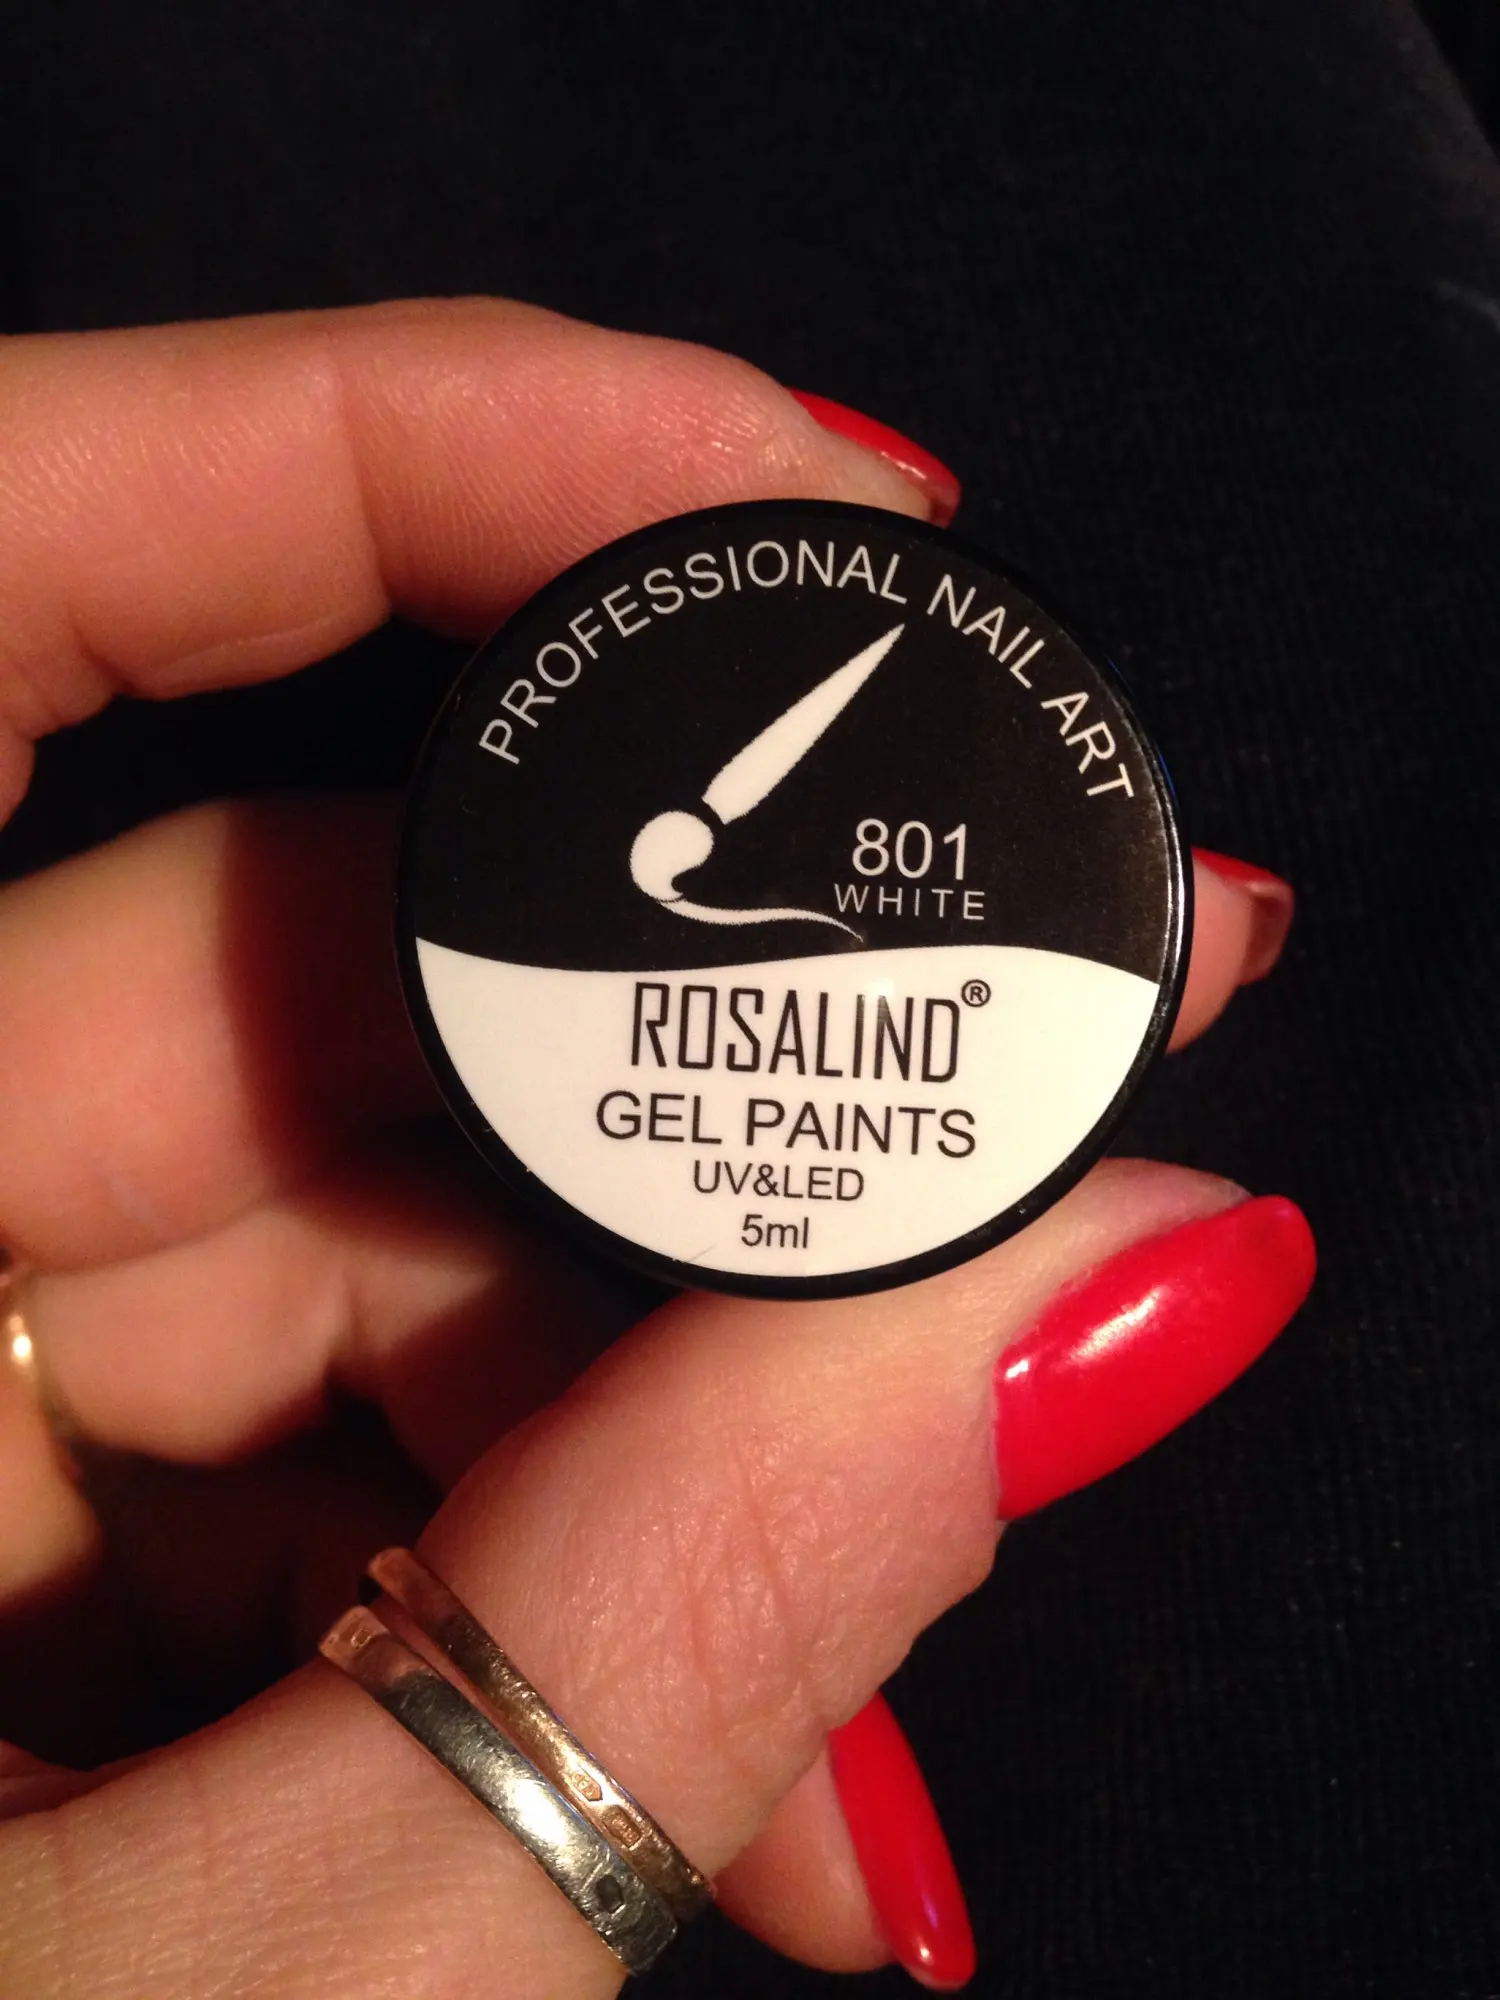 PROFESSIONAL NAIL ART
801
WHITE
ROSALIND®
GEL PAINTS
UV&LED
5ml